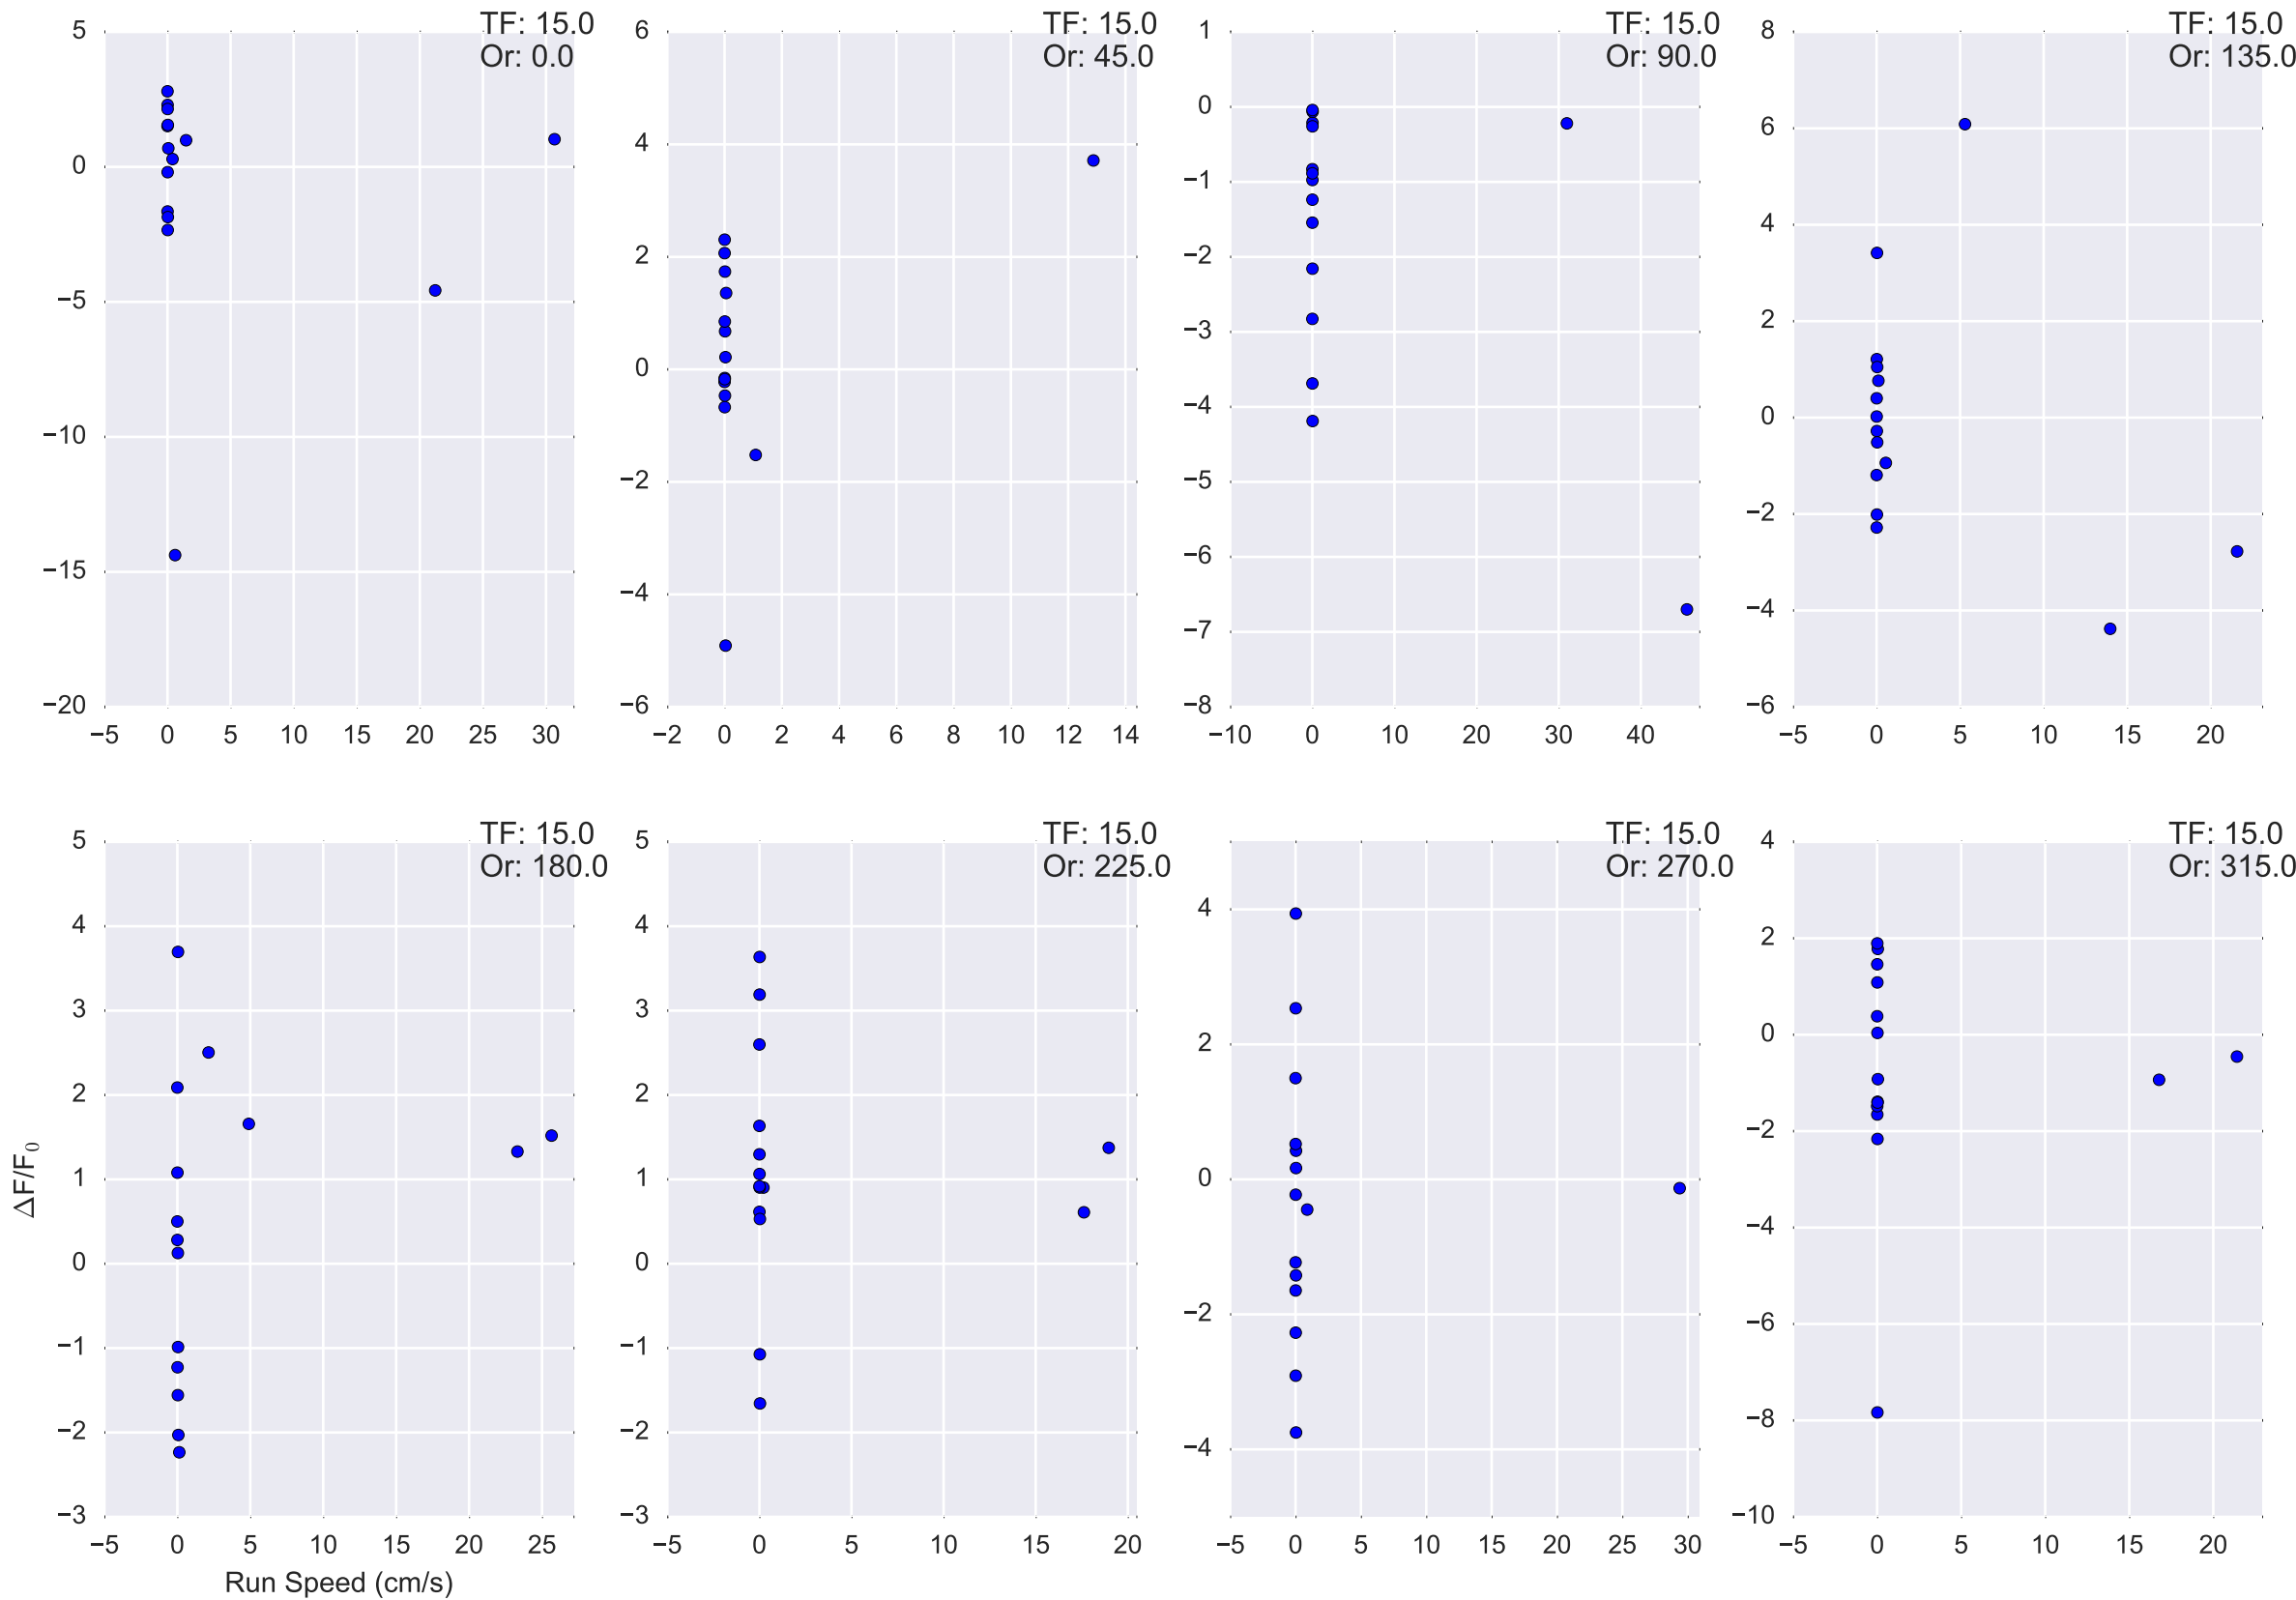 TF: 15.0
Or: 0.0
5
0
−5
−10
−15
−20
−5 0 5 10 15 20 25 30
TF: 15.0
Or: 45.0
6
4
2
0
−2
−4
−6
−2 0 2 4 6 8 10 12 14
TF: 15.0
Or: 90.0
1
0
−1
−2
−3
−4
−5
−6
−7
−8
−10 0 10 20 30 40
TF: 15.0
Or: 135.0
8
6
4
2
0
−2
−4
−6
−5 0 5 10 15 20
TF: 15.0
Or: 180.0
5
4
3
2
1
0
−1
−2
−3
−5 0 5 10 15 20 25
Run Speed (cm/s)
ΔF/F₀
TF: 15.0
Or: 225.0
5
4
3
2
1
0
−1
−2
−3
−5 0 5 10 15 20
TF: 15.0
Or: 270.0
4
2
0
−2
−4
−5 0 5 10 15 20 25 30
TF: 15.0
Or: 315.0
4
2
0
−2
−4
−6
−8
−10
−5 0 5 10 15 20